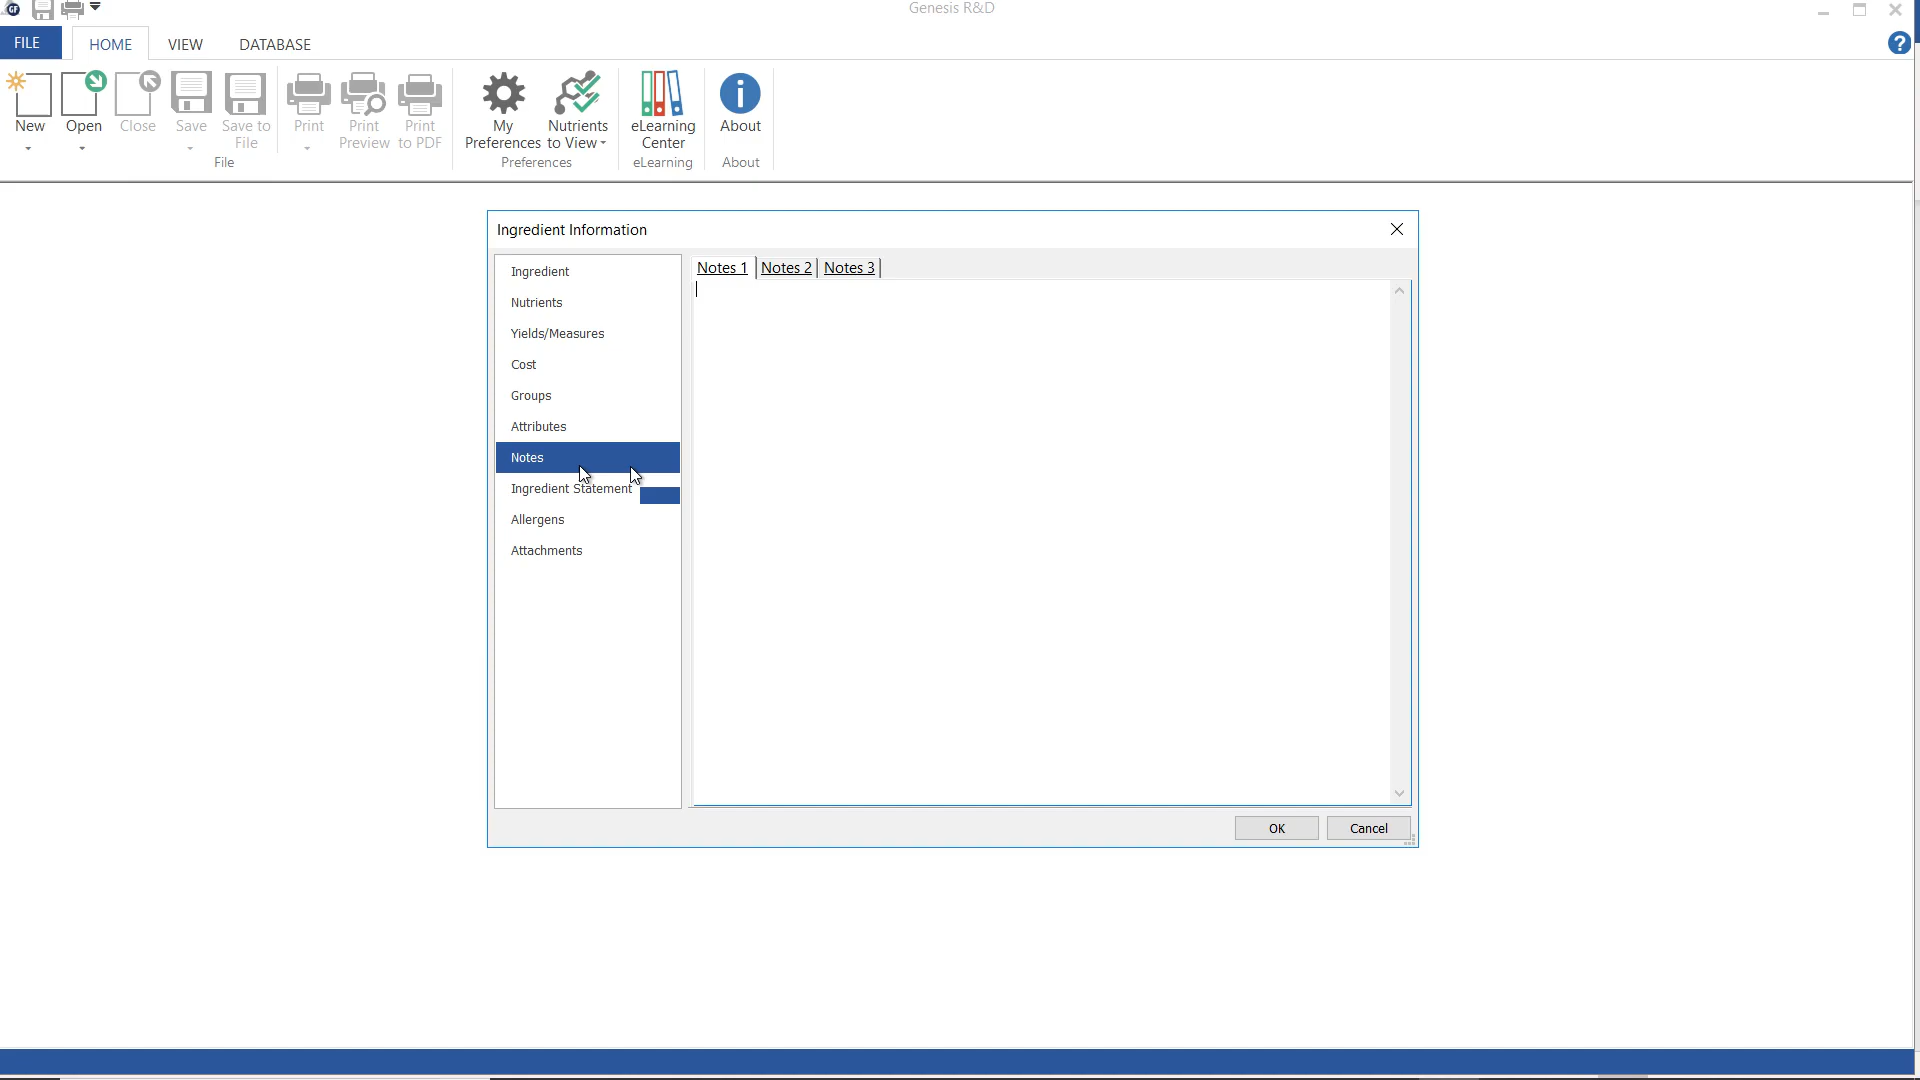 GF
Genesis R&D
FILE
HOME
VIEW
DATABASE
?
New
Open
Close
Save
Save to
File
Print
Print
Preview
Print
to PDF
My
Preferences
Nutrients
to View
eLearning
Center
About
File
Preferences
eLearning
About
Ingredient Information
Ingredient
Nutrients
Yields/Measures
Cost
Groups
Attributes
Notes
Ingredient Statement
Allergens
Attachments
Notes 1
Notes 2
Notes 3
OK
Cancel